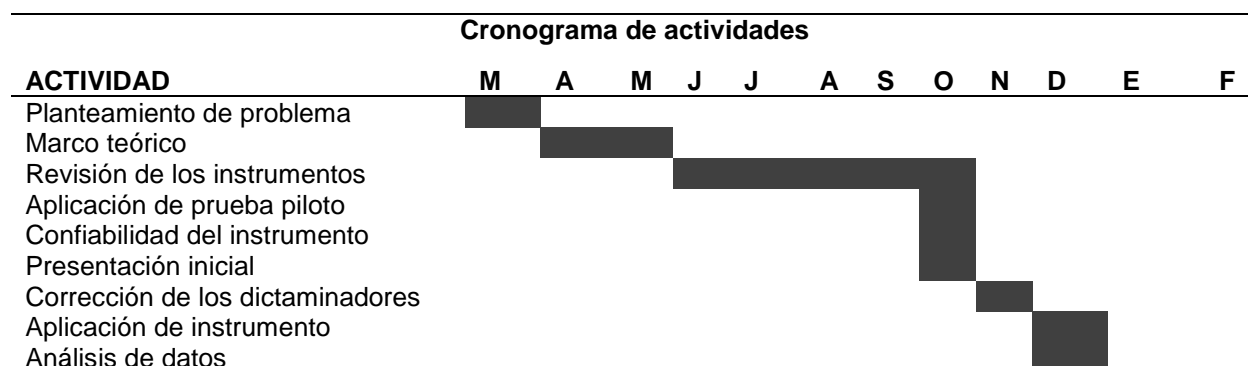 Cronograma de actividades
ACTIVIDAD M A M J J A S O N D E F
Planteamiento de problema
Marco teórico
Revisión de los instrumentos
Aplicación de prueba piloto
Confiabilidad del instrumento
Presentación inicial
Corrección de los dictaminadores
Aplicación de instrumento
Análisis de datos